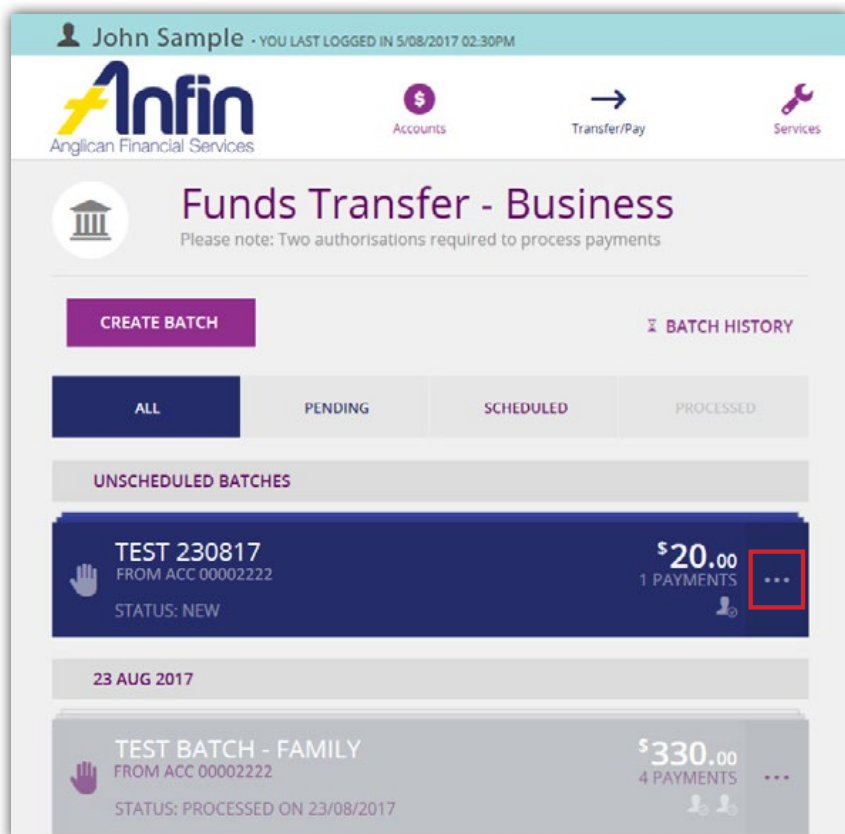 John Sample · YOU LAST LOGGED IN 5/08/2017 02:30PM
Anfin
Anglican Financial Services
$
Accounts
Transfer/Pay
Services
Funds Transfer - Business
Please note: Two authorisations required to process payments
CREATE BATCH
BATCH HISTORY
ALL PENDING SCHEDULED PROCESSED
UNSCHEDULED BATCHES
TEST 230817
FROM ACC 00002222
STATUS: NEW
$20.00
1 PAYMENTS
...
23 AUG 2017
TEST BATCH - FAMILY
FROM ACC 00002222
STATUS: PROCESSED ON 23/08/2017
$330.00
4 PAYMENTS
...